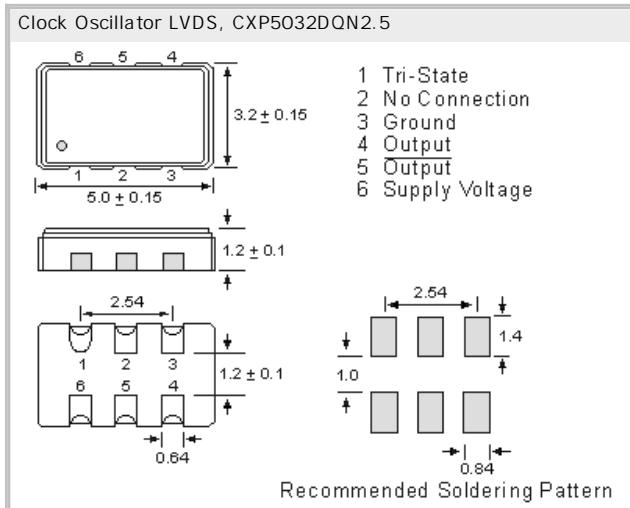 Clock Oscillator LVDS, CXP5032DQN2.5
6 5 4
3.2 ± 0.15
1 2 3
5.0 ± 0.15
1 Tri-State
2 No Connection
3 Ground
4 Output
5 Output
6 Supply Voltage
1.2 ± 0.1
2.54
1 2 3
6 5 4
1.2 ± 0.1
0.64
2.54
1.4
1.0
0.84
Recommended Soldering Pattern